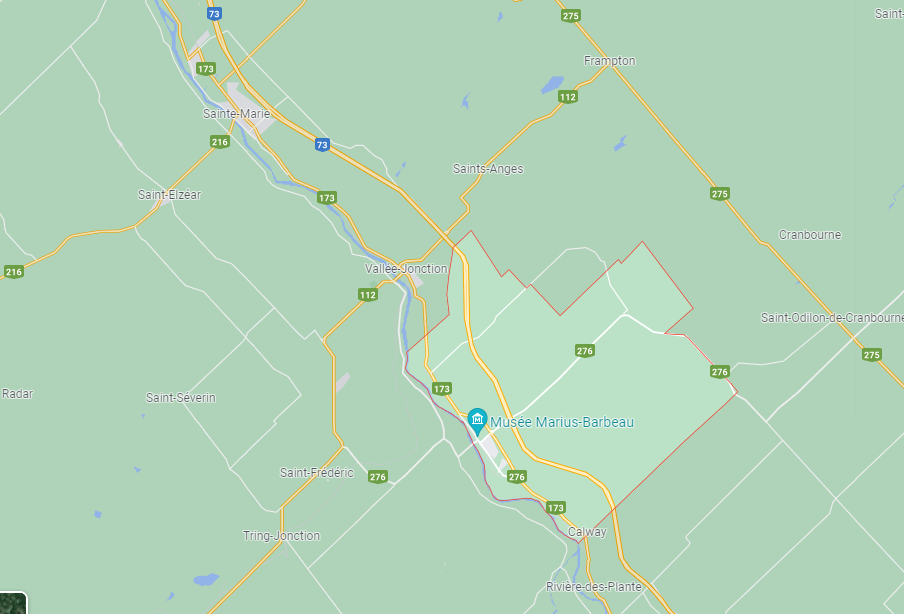 73
275
Saint-
Frampton
173
112
Sainte-Marie
216
73
Saints-Anges
173
275
Saint-Elzéar
Cranbourne
216
Vallée-Jonction
112
Saint-Odilon-de-Cranbourne
276
275
276
173
Radar
Saint-Séverin
Musée Marius-Barbeau
Saint-Frédéric
276
276
173
Calway
Tring-Jonction
Rivière-des-Plante